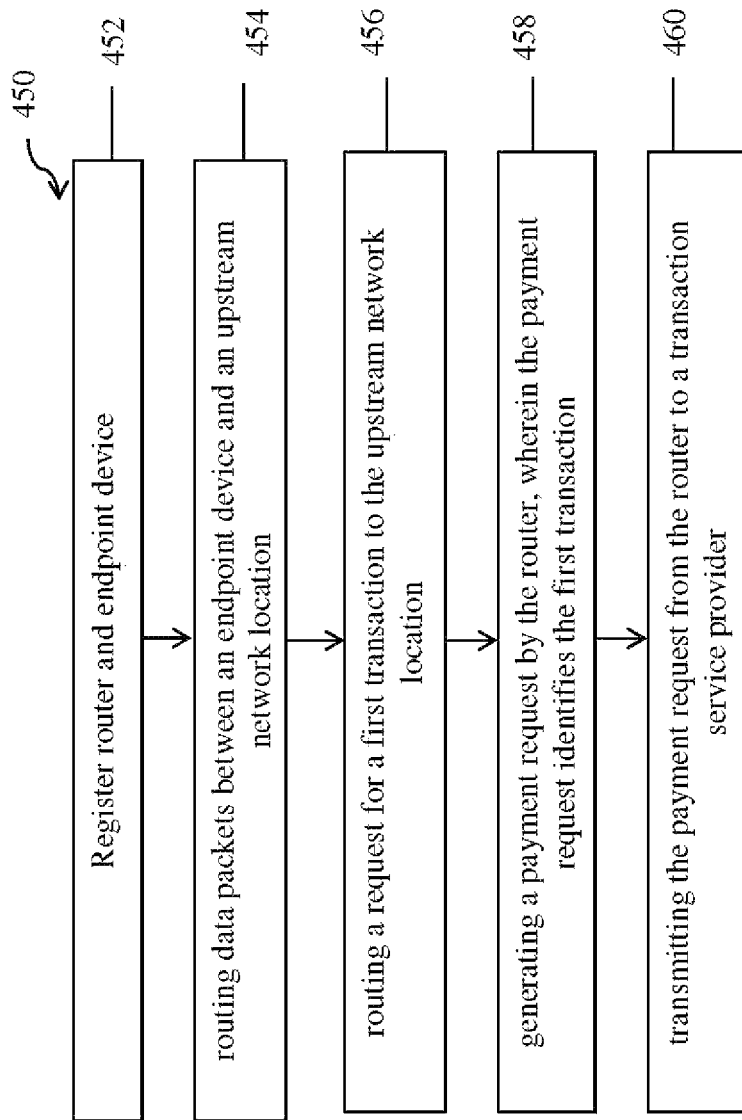 450
Register router and endpoint device
452
routing data packets between an endpoint device and an upstream
network location
454
routing a request for a first transaction to the upstream network
location
456
generating a payment request by the router, wherein the payment
request identifies the first transaction
458
transmitting the payment request from the router to a transaction
service provider
460